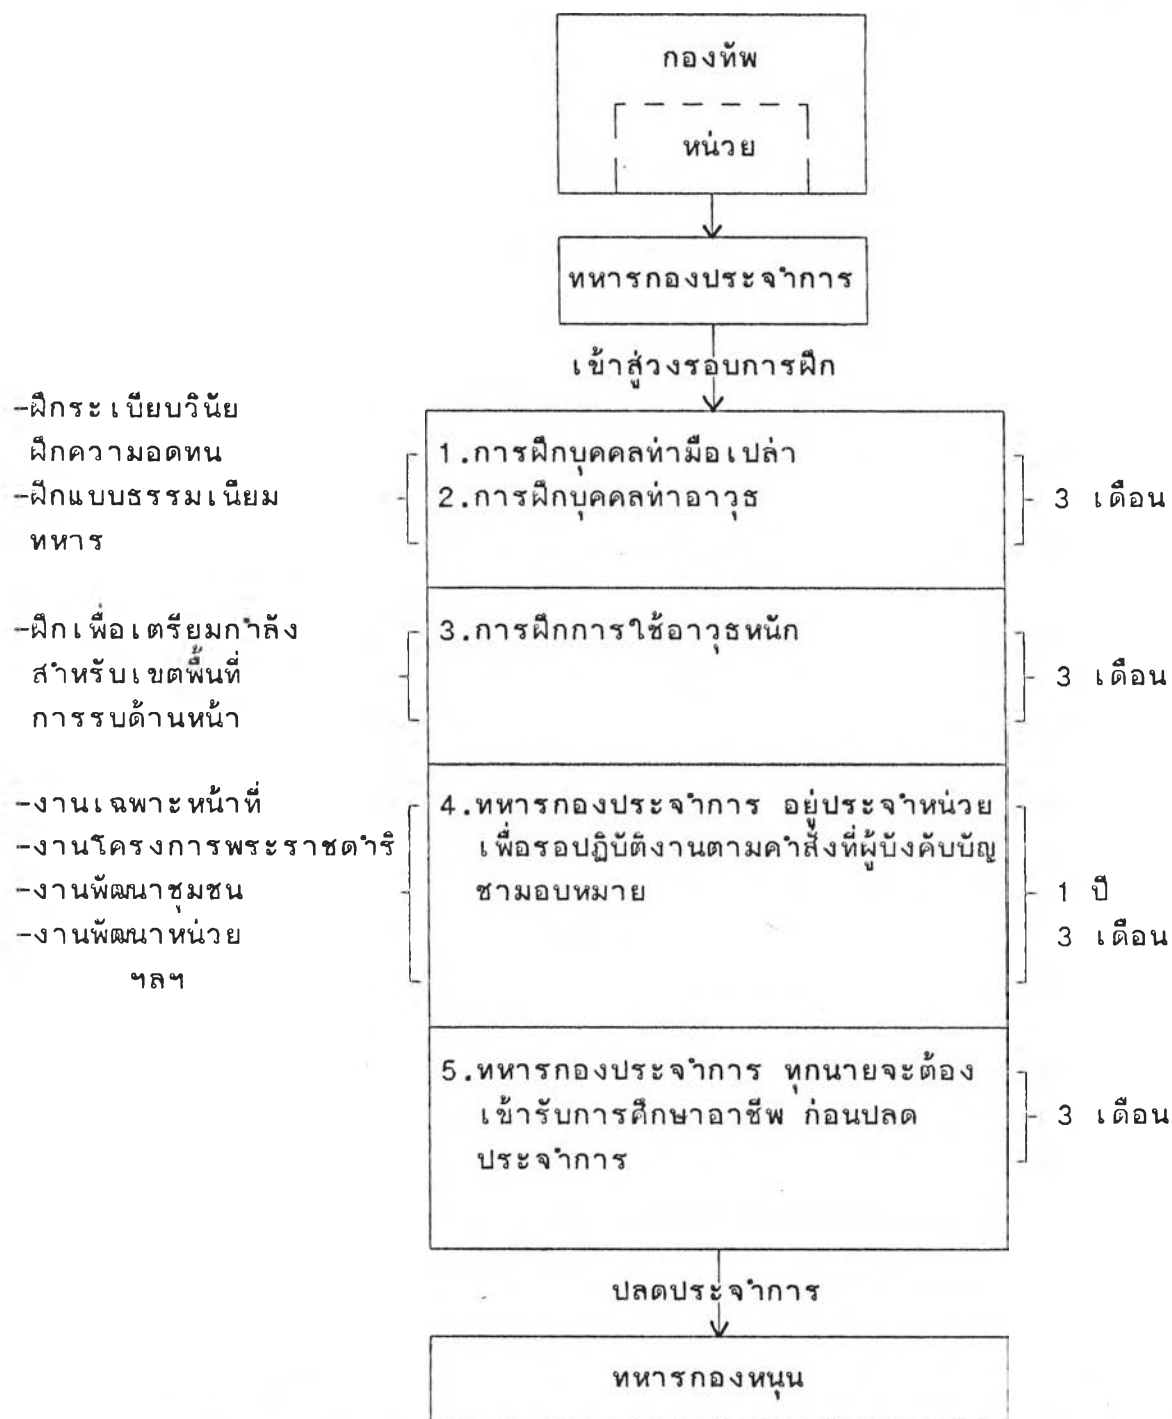 กองทัพ
หน่วย
ทหารกองประจำการ
เข้าสู่วงรอบการฝึก
-ฝึกระเบียบวินัย
ฝึกความอดทน
-ฝึกแบบธรรมเนียม
ทหาร
1.การฝึกบุคคลท่ามือเปล่า
2.การฝึกบุคคลท่าอาวุธ
3 เดือน
-ฝึกเพื่อเตรียมกำลัง
สำหรับเขตพื้นที่
การรบด้านหน้า
3.การฝึกการใช้อาวุธหนัก
3 เดือน
-งานเฉพาะหน้าที่
-งานโครงการพระราชดำริ
-งานพัฒนาชุมชน
-งานพัฒนาหน่วย
ฯลฯ
4.ทหารกองประจำการ อยู่ประจำหน่วย
เพื่อรอปฏิบัติงานตามคำสั่งที่ผู้บังคับบัญ
ชามอบหมาย
1 ปี
3 เดือน
5.ทหารกองประจำการ ทุกนายจะต้อง
เข้ารับการศึกษาอาชีพ ก่อนปลด
ประจำการ
3 เดือน
ปลดประจำการ
ทหารกองหนุน